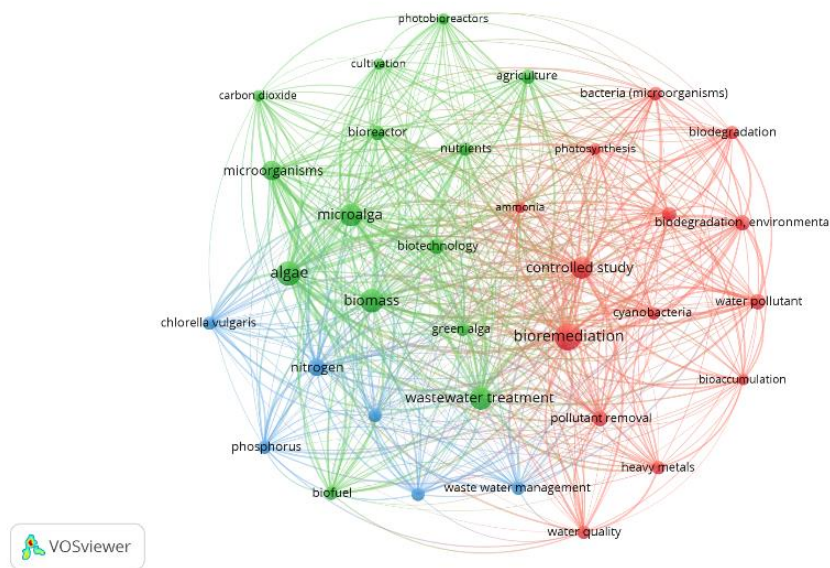 photobioreactors
cultivation
agriculture
carbon dioxide
bacteria (microorganisms)
bioreactor
biodegradation
nutrients
photosynthesis
microorganisms
ammonia
microalga
biodegradation, environmenta
biotechnology
algae
controlled study
biomass
water pollutant
cyanobacteria
chlorella vulgaris
green alga
bioremediation
nitrogen
bioaccumulation
wastewater treatment
pollutant removal
phosphorus
heavy metals
biofuel
waste water management
water quality
VOSviewer